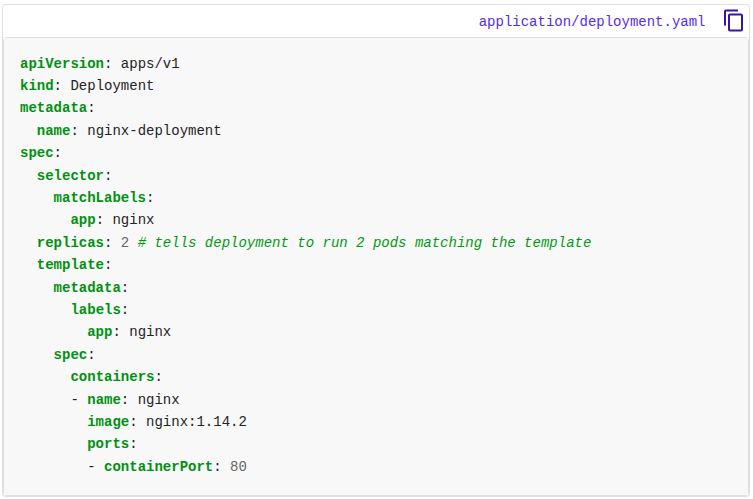 application/deployment.yaml
apiVersion: apps/v1
kind: Deployment
metadata:
  name: nginx-deployment
spec:
  selector:
    matchLabels:
      app: nginx
  replicas: 2 # tells deployment to run 2 pods matching the template
  template:
    metadata:
      labels:
        app: nginx
    spec:
      containers:
      - name: nginx
        image: nginx:1.14.2
        ports:
        - containerPort: 80